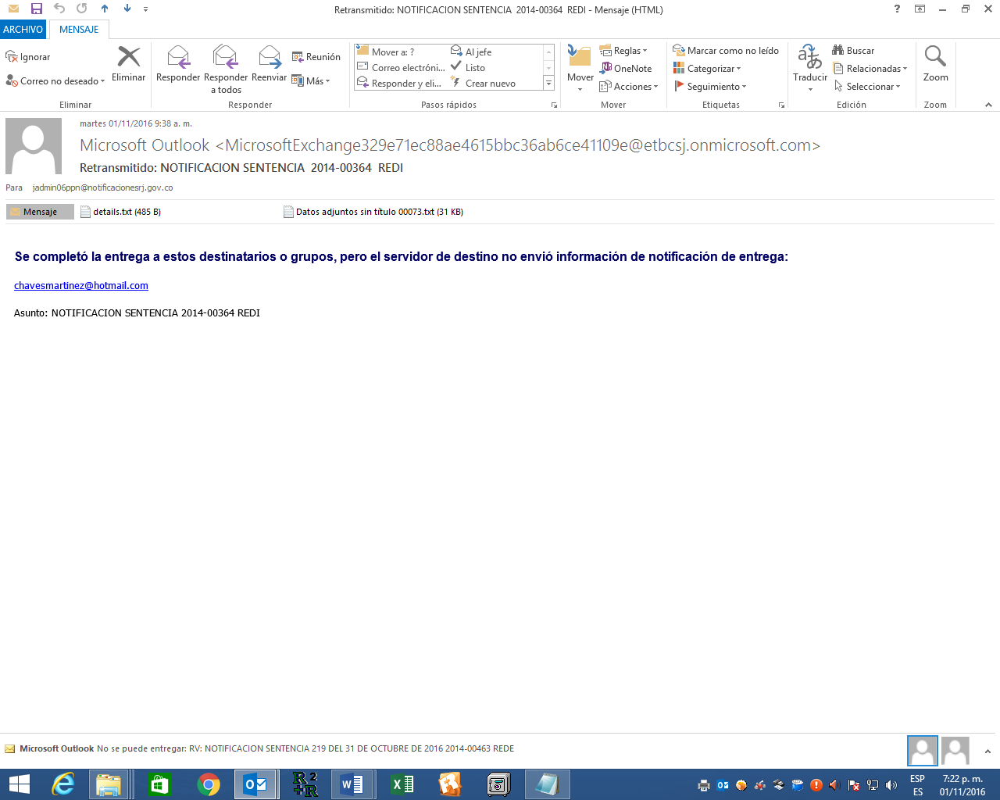 Retransmitido: NOTIFICACION SENTENCIA 2014-00364 REDI - Mensaje (HTML)
ARCHIVO MENSAJE
Ignorar
Correo no deseado
Eliminar
Eliminar
Responder
Responder a todos
Reenviar
Reunión
Más
Responder
Mover a: ?
Correo electróni...
Responder y eli...
Al jefe
Listo
Crear nuevo
Pasos rápidos
Mover
Reglas
OneNote
Acciones
Mover
Marcar como no leído
Categorizar
Seguimiento
Etiquetas
Traducir
Buscar
Relacionadas
Seleccionar
Edición
Zoom
Zoom
martes 01/11/2016 9:38 a. m.
Microsoft Outlook <MicrosoftExchange329e71ec88ae4615bbc36ab6ce41109e@etbcsj.onmicrosoft.com>
Retransmitido: NOTIFICACION SENTENCIA 2014-00364 REDI
Para jadmin06ppn@notificacionesrj.gov.co
Mensaje details.txt (485 B) Datos adjuntos sin título 00073.txt (31 KB)
Se completó la entrega a estos destinatarios o grupos, pero el servidor de destino no envió información de notificación de entrega:
chavesmartinez@hotmail.com
Asunto: NOTIFICACION SENTENCIA 2014-00364 REDI
Microsoft Outlook No se puede entregar: RV: NOTIFICACION SENTENCIA 219 DEL 31 DE OCTUBRE DE 2016 2014-00463 REDE
ESP 7:22 p. m.
ES 01/11/2016